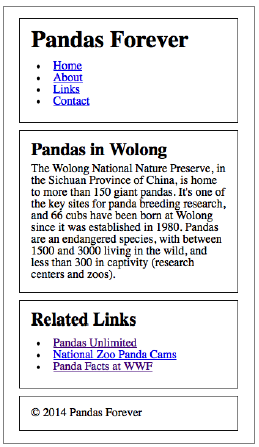 Pandas Forever
Home
About
Links
Contact
Pandas in Wolong
The Wolong National Nature Preserve, in
the Sichuan Province of China, is home
to more than 150 giant pandas. It's one of
the key sites for panda breeding research,
and 66 cubs have been born at Wolong
since it was established in 1980. Pandas
are an endangered species, with between
1500 and 3000 living in the wild, and
less than 300 in captivity (research
centers and zoos).
Related Links
Pandas Unlimited
National Zoo Panda Cams
Panda Facts at WWF
© 2014 Pandas Forever